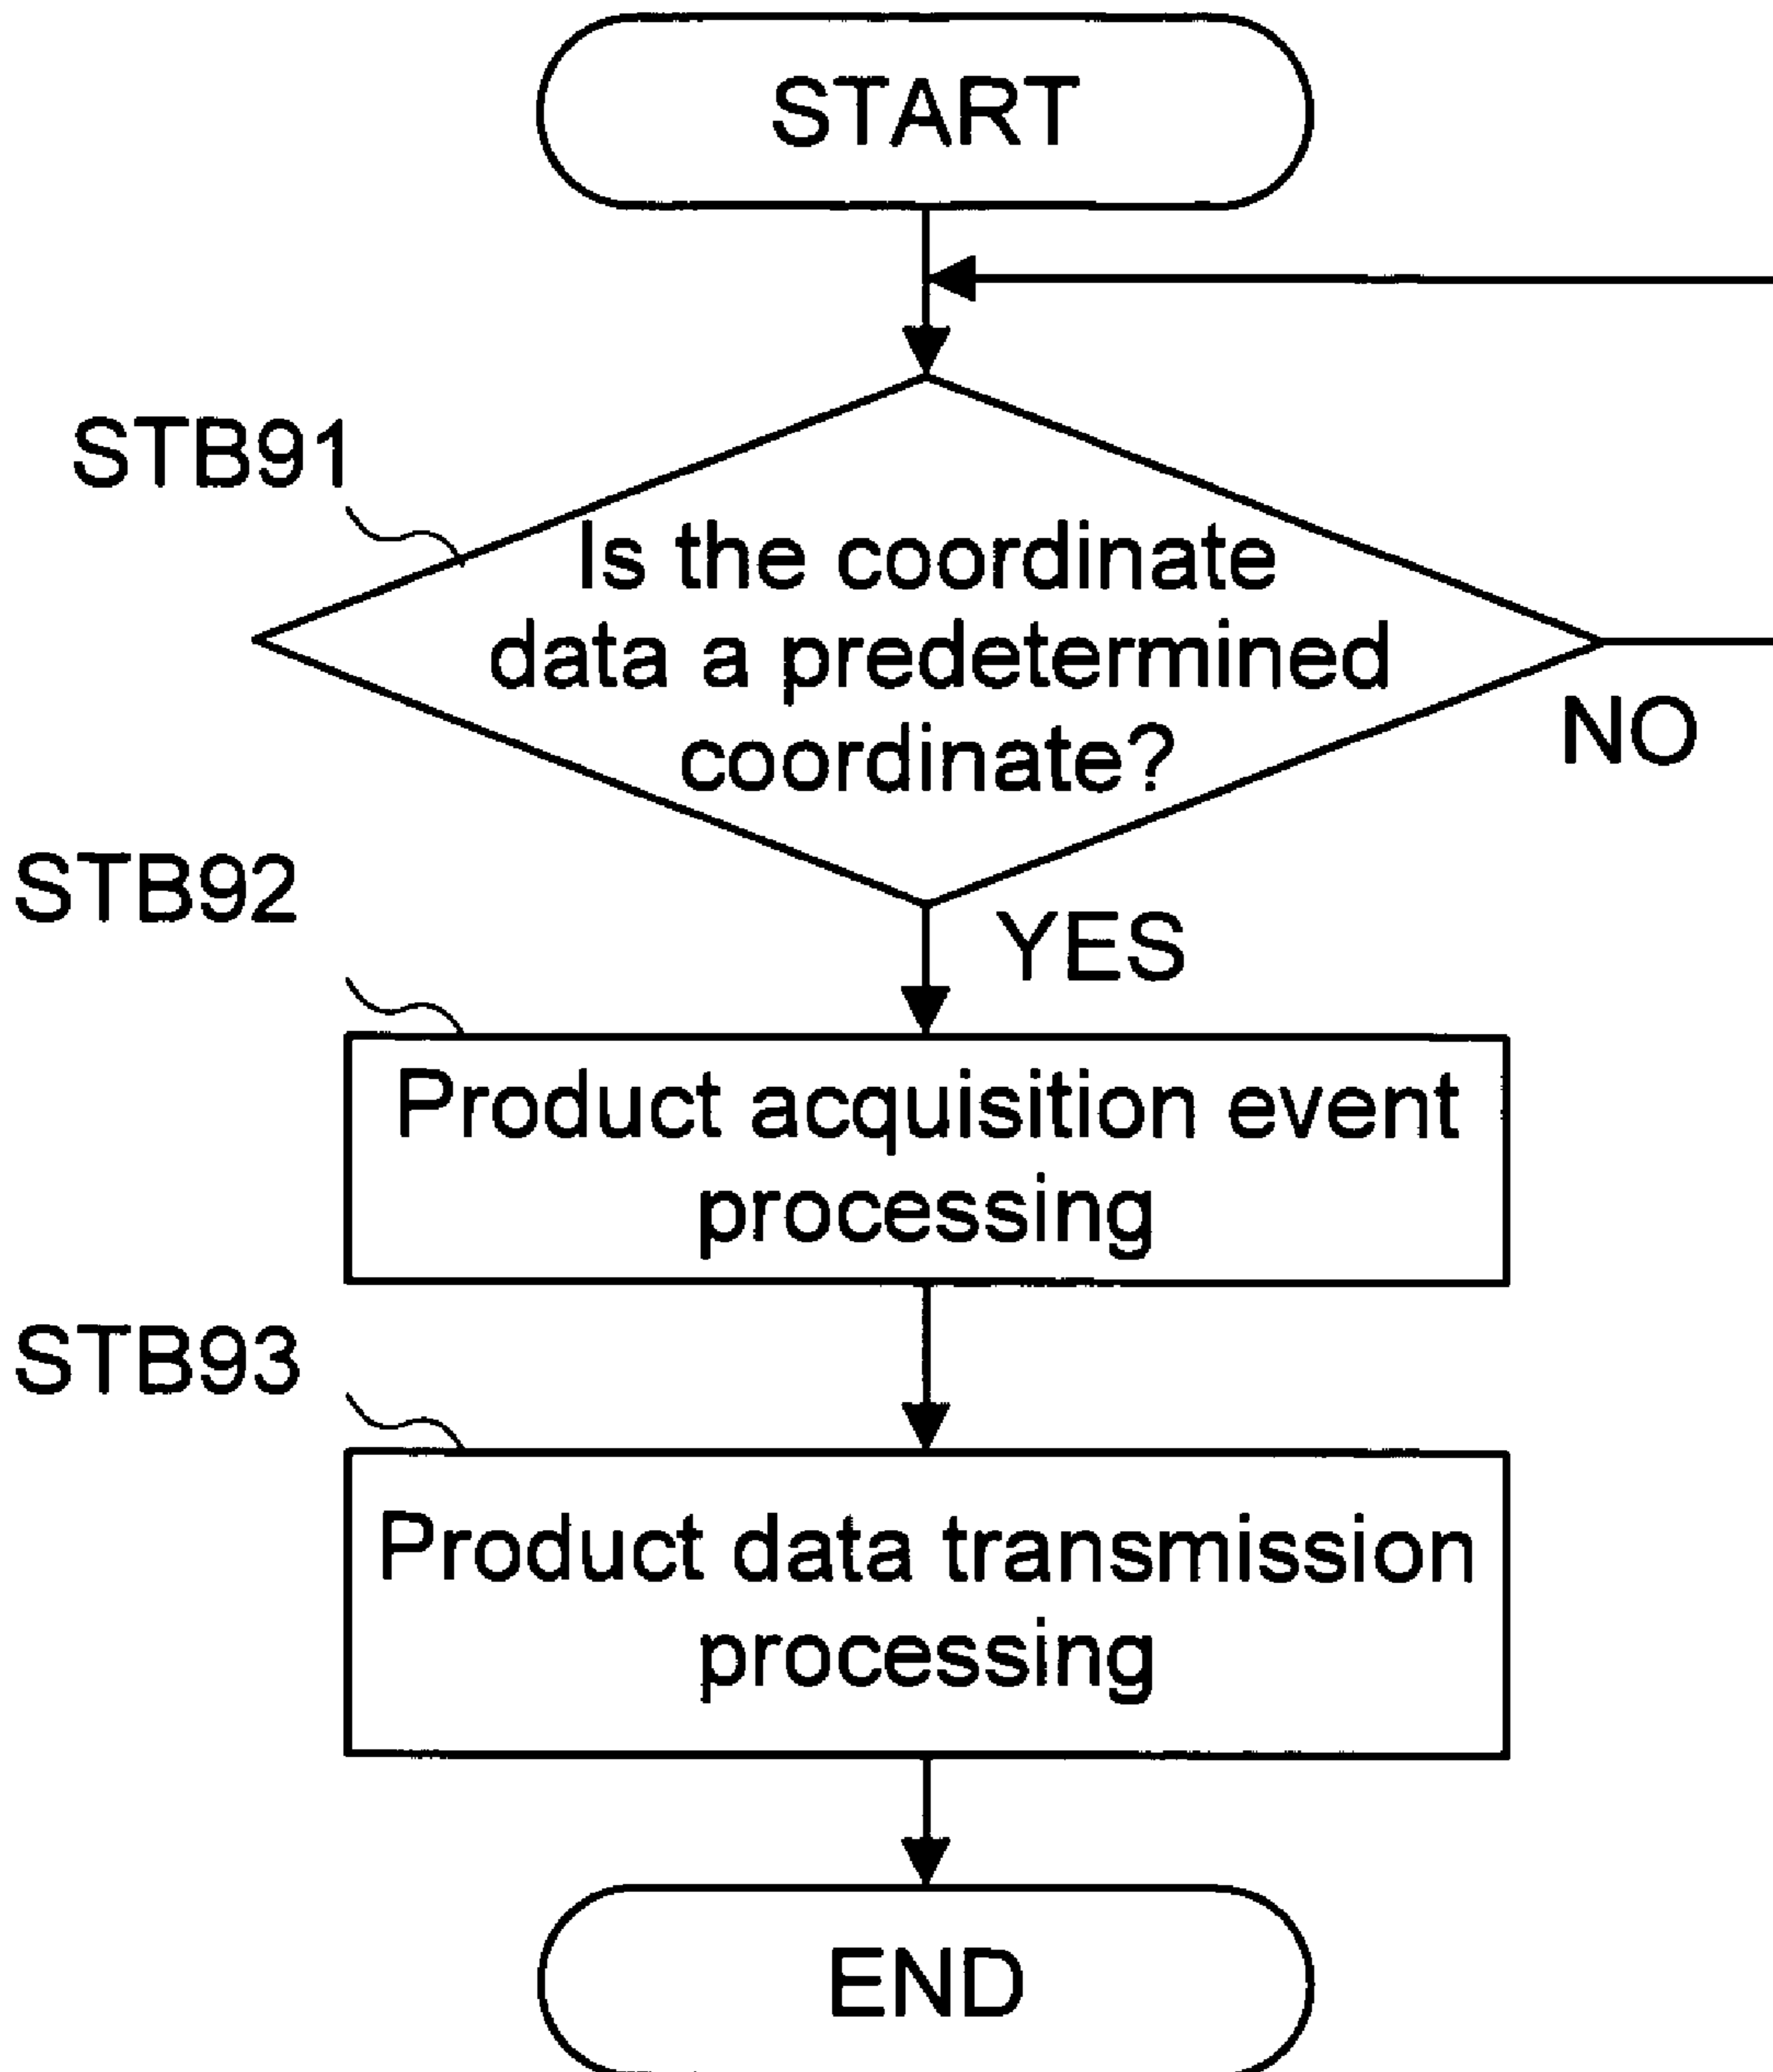 START
STB91
Is the coordinate
data a predetermined
coordinate?
NO
STB92
YES
Product acquisition event
processing
STB93
Product data transmission
processing
END